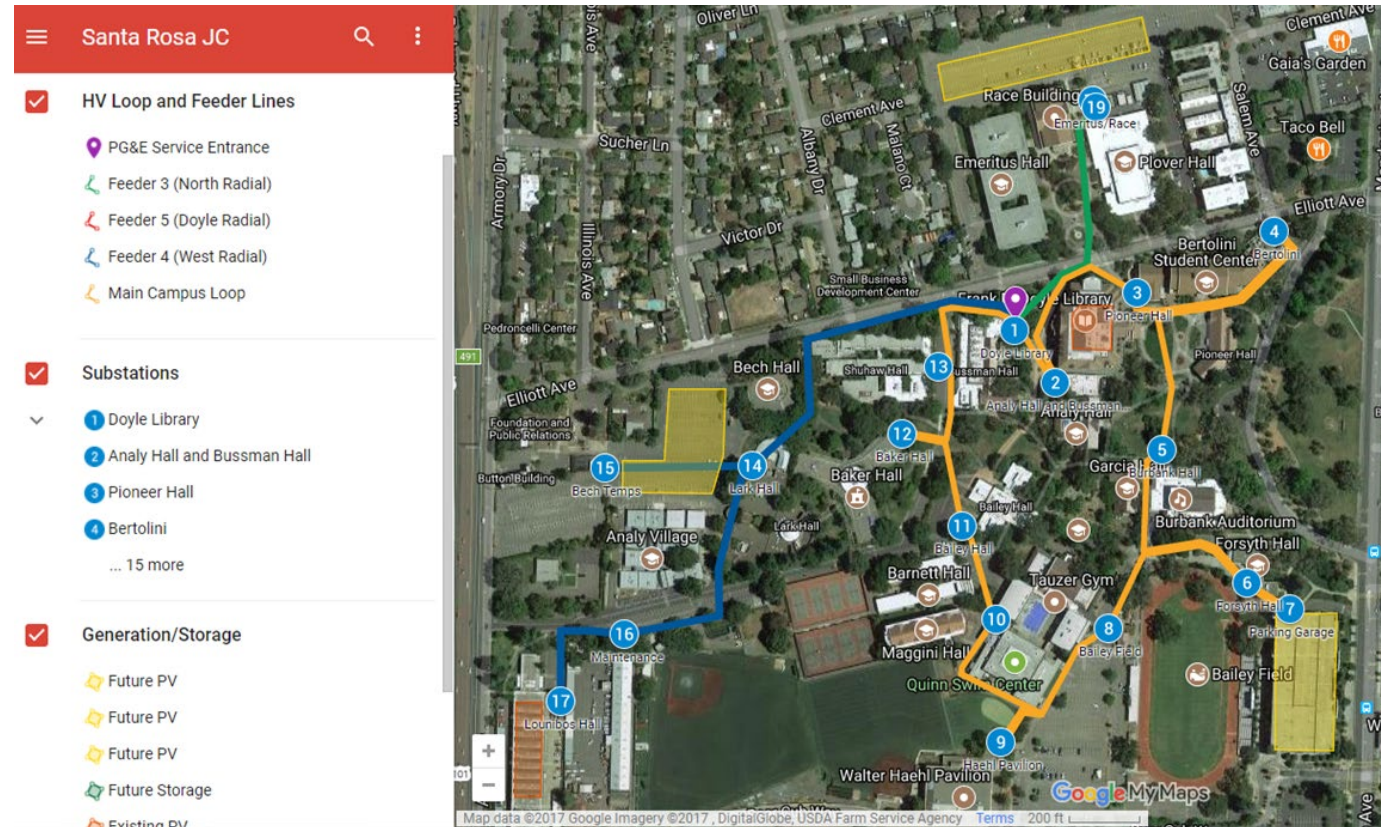 Santa Rosa JC
HV Loop and Feeder Lines
PG&E Service Entrance
Feeder 3 (North Radial)
Feeder 5 (Doyle Radial)
Feeder 4 (West Radial)
Main Campus Loop
Substations
1 Doyle Library
2 Analy Hall and Bussman Hall
3 Pioneer Hall
4 Bertolini
... 15 more
Generation/Storage
Future PV
Future PV
Future PV
Future Storage
Existing PV
Oliver Ln
Clement Ave
Gaia's Garden
Race Building
19
Emeritus/Race
Clement Ave
Salem Ave
Taco Bell
Sucher Ln
Albany Dr
Malano Ct
Emeritus Hall
Plover Hall
Armory Dr
Illinois Ave
Elliott Ave
Victor Dr
4
Bertolini
Bertolini
Student Center
Small Business
Development Center
3
Pioneer Hall
Pedroncelli Center
1
Doyle Library
491
Bech Hall
Shuhaw Hall
13
Pioneer Hall
2
Analy Hall and Bussman...
Analy Hall
Elliott Ave
Foundation and
Public Relations
12
Baker Hall
5
Burbank Hall
15
Bech Temps
14
Lark Hall
Button Building
Baker Hall
Lark Hall
Bailey Hall
Burbank Auditorium
11
Bailey Hall
Analy Village
Forsyth Hall
Barnett Hall
Tauzer Gym
6
Forsyth Hall
7
Parking Garage
10
8
Bailey Field
16
Maintenance
Maggini Hall
Quinn Swim Center
Bailey Field
17
Lounibos Hall
9
Haehl Pavilion
+
−
101
Walter Haehl Pavilion
Google My Maps
Map data ©2017 Google Imagery ©2017 , DigitalGlobe, USDA Farm Service Agency Terms 200 ft
Ave